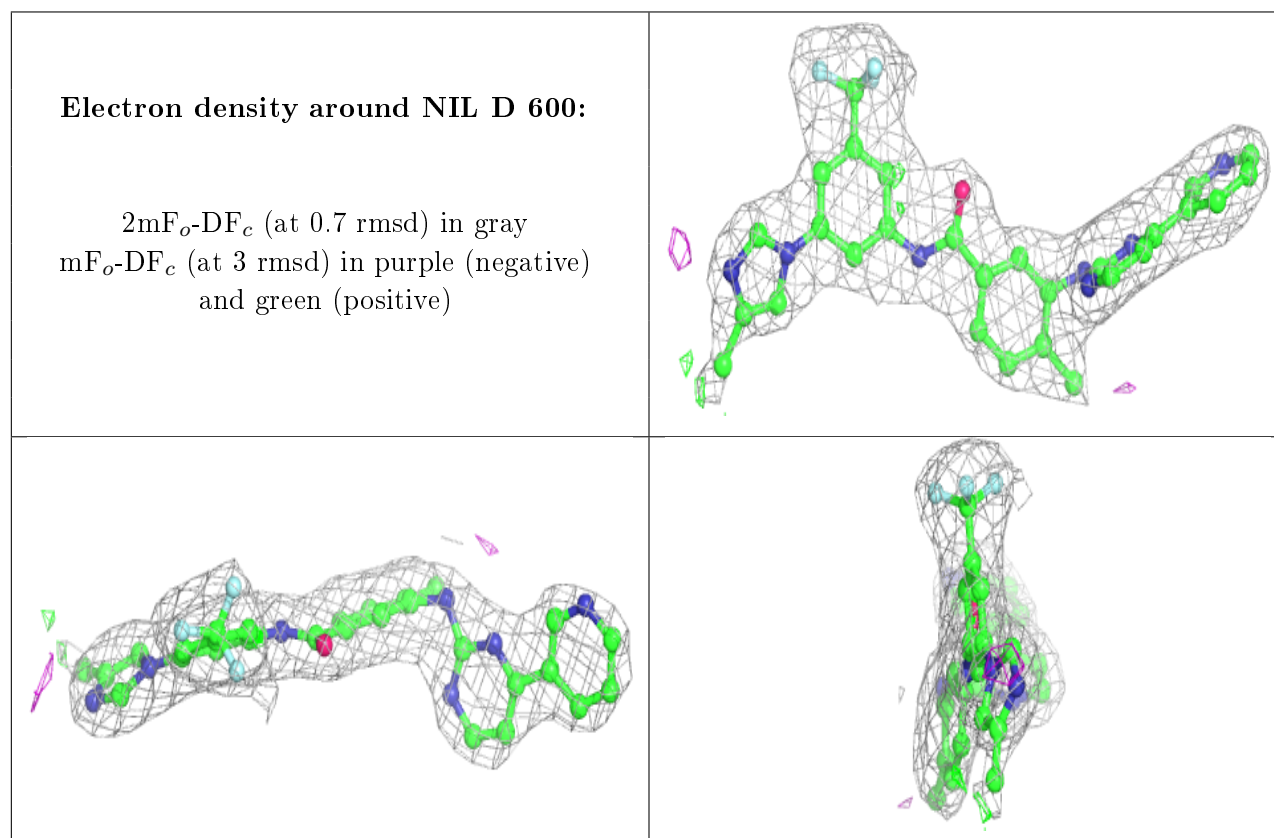 Electron density around NIL D 600:
2mFₒ-DF𝒸 (at 0.7 rmsd) in gray
mFₒ-DF𝒸 (at 3 rmsd) in purple (negative)
and green (positive)